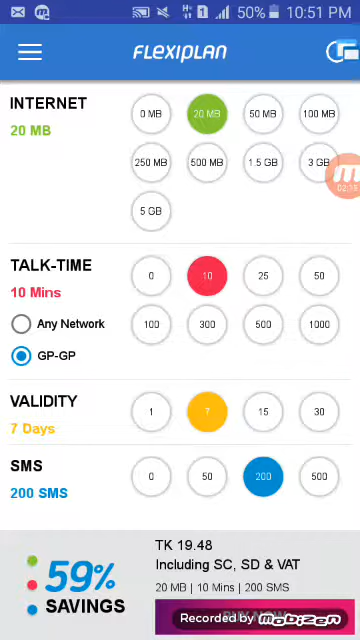 50% 10:51 PM
FLEXIPLAN
INTERNET
20 MB
0 MB 20 MB 50 MB 100 MB
250 MB 500 MB 1.5 GB 3 GB
5 GB
02:15
TALK-TIME
10 Mins
0 10 25 50
Any Network
100 300 500 1000
GP-GP
VALIDITY
7 Days
1 7 15 30
SMS
200 SMS
0 50 200 500
59%
SAVINGS
TK 19.48
Including SC, SD & VAT
20 MB | 10 Mins | 200 SMS
Recorded by mobizen